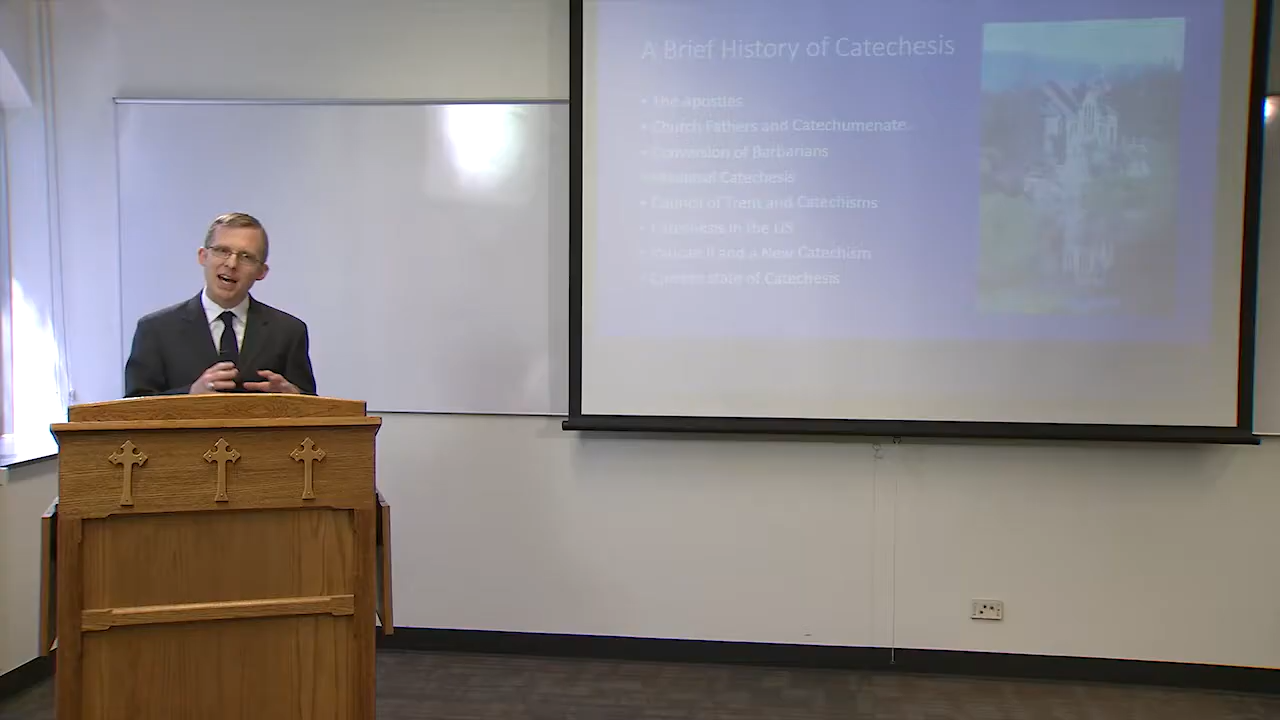 A Brief History of Catechesis
• The Apostles
• Church Fathers and Catechumenate
• Conversion of Barbarians
Catechesis
• Council of Trent and Catechisms
• Catechesis in the US
• Vatican II and a New Catechism
• Current state of Catechesis